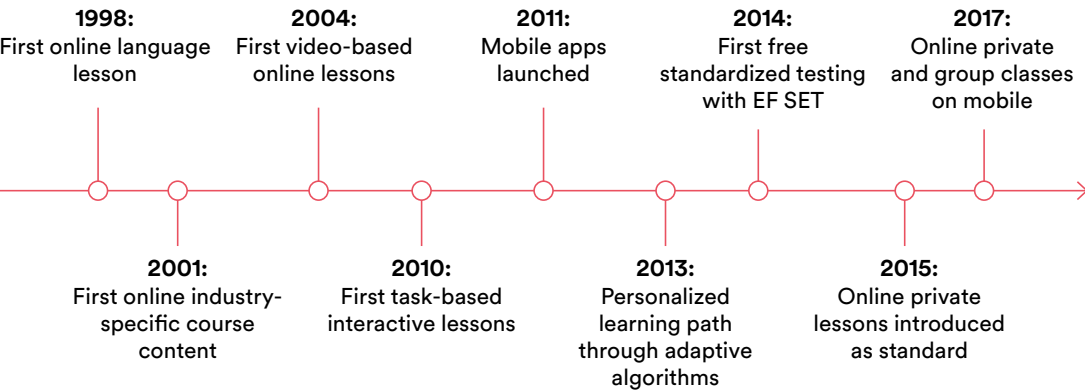 1998:
First online language
lesson
2001:
First online industry-
specific course
content
2004:
First video-based
online lessons
2010:
First task-based
interactive lessons
2011:
Mobile apps
launched
2013:
Personalized
learning path
through adaptive
algorithms
2014:
First free
standardized testing
with EF SET
2015:
Online private
lessons introduced
as standard
2017:
Online private
and group classes
on mobile